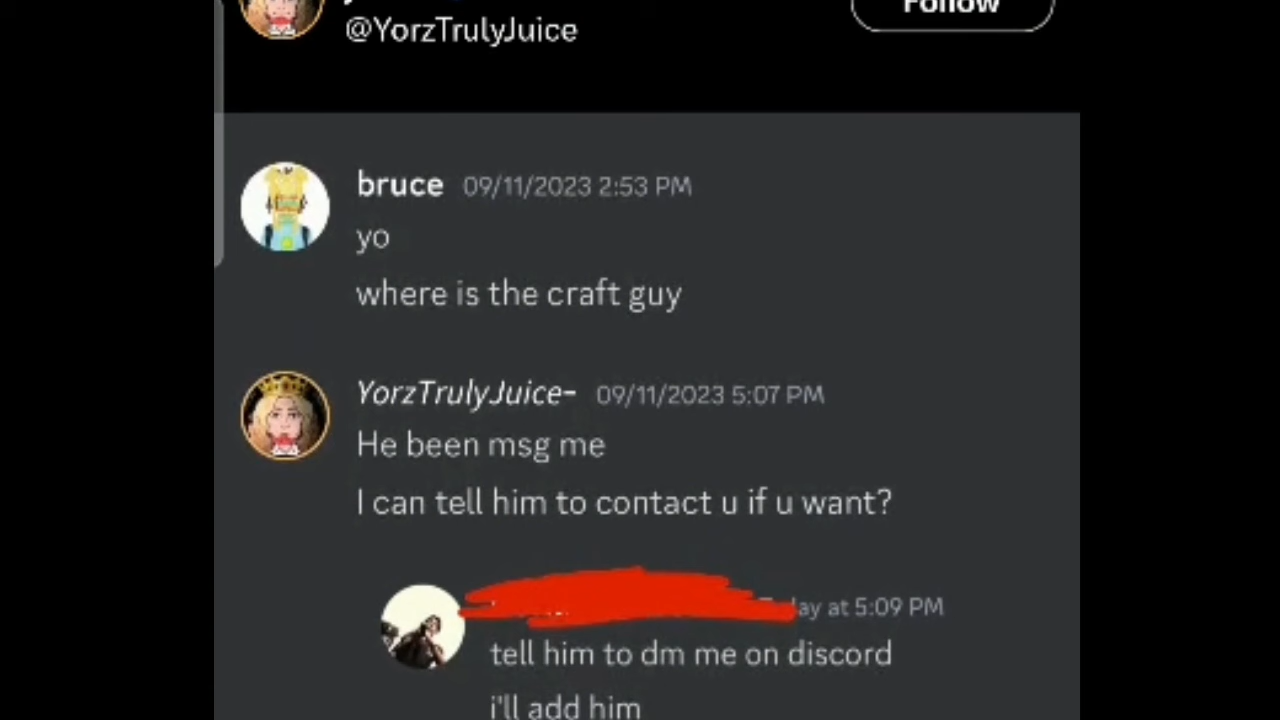 Follow
@YorzTrulyJuice
bruce 09/11/2023 2:53 PM
yo
where is the craft guy
YorzTrulyJuice- 09/11/2023 5:07 PM
He been msg me
I can tell him to contact u if u want?
at 5:09 PM
tell him to dm me on discord
i'll add him